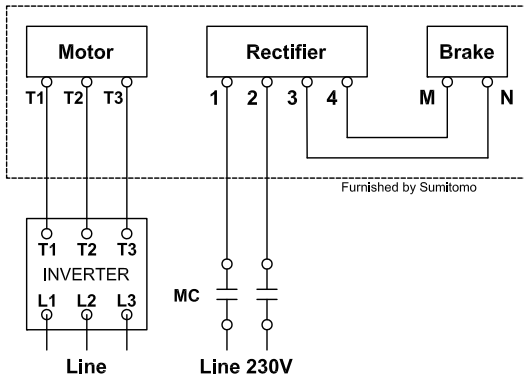 Motor Rectifier Brake
T1 T2 T3 1 2 3 4 M N
Furnished by Sumitomo
T1 T2 T3
INVERTER
L1 L2 L3 MC
Line Line 230V